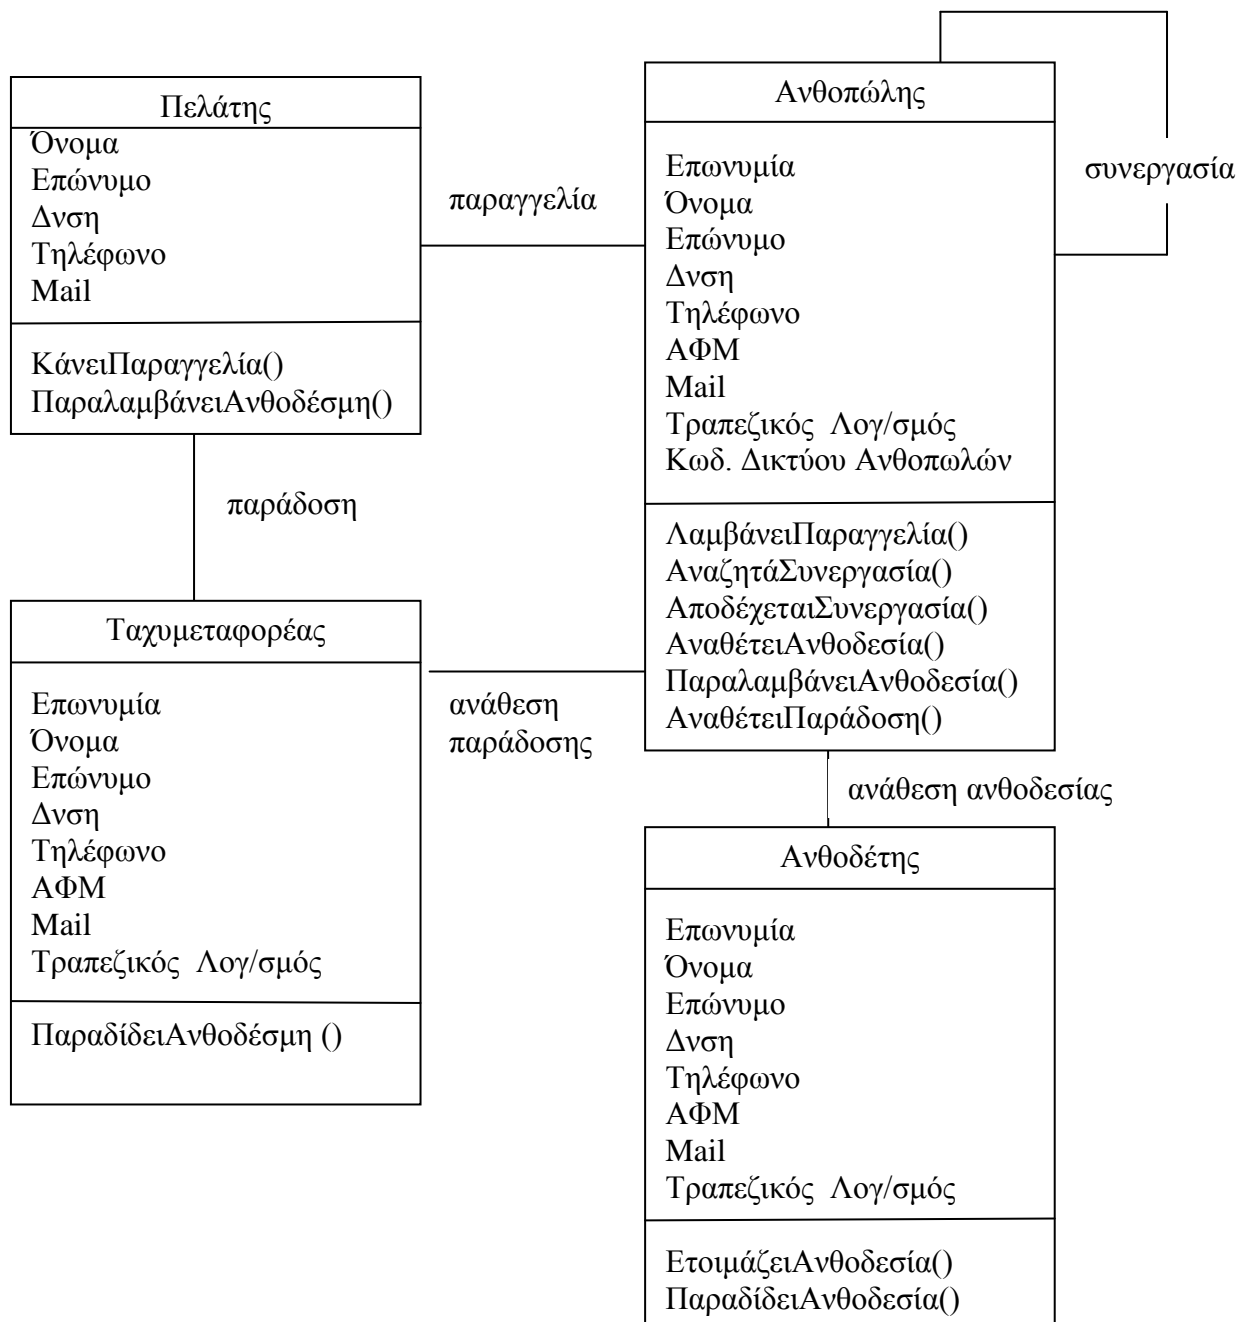 Πελάτης
Όνομα
Επώνυμο
Δνση
Τηλέφωνο
Mail
ΚάνειΠαραγγελία()
ΠαραλαμβάνειΑνθοδέσμη()
παραγγελία
Ανθοπώλης
Επωνυμία
Όνομα
Επώνυμο
Δνση
Τηλέφωνο
ΑΦΜ
Mail
Τραπεζικός Λογ/σμός
Κωδ. Δικτύου Ανθοπωλών
ΛαμβάνειΠαραγγελία()
ΑναζητάΣυνεργασία()
ΑποδέχεταιΣυνεργασία()
ΑναθέτειΑνθοδεσία()
ΠαραλαμβάνειΑνθοδεσία()
ΑναθέτειΠαράδοση()
συνεργασία
παράδοση
Ταχυμεταφορέας
Επωνυμία
Όνομα
Επώνυμο
Δνση
Τηλέφωνο
ΑΦΜ
Mail
Τραπεζικός Λογ/σμός
ΠαραδίδειΑνθοδέσμη ()
ανάθεση
παράδοσης
ανάθεση ανθοδεσίας
Ανθοδέτης
Επωνυμία
Όνομα
Επώνυμο
Δνση
Τηλέφωνο
ΑΦΜ
Mail
Τραπεζικός Λογ/σμός
ΕτοιμάζειΑνθοδεσία()
ΠαραδίδειΑνθοδεσία()